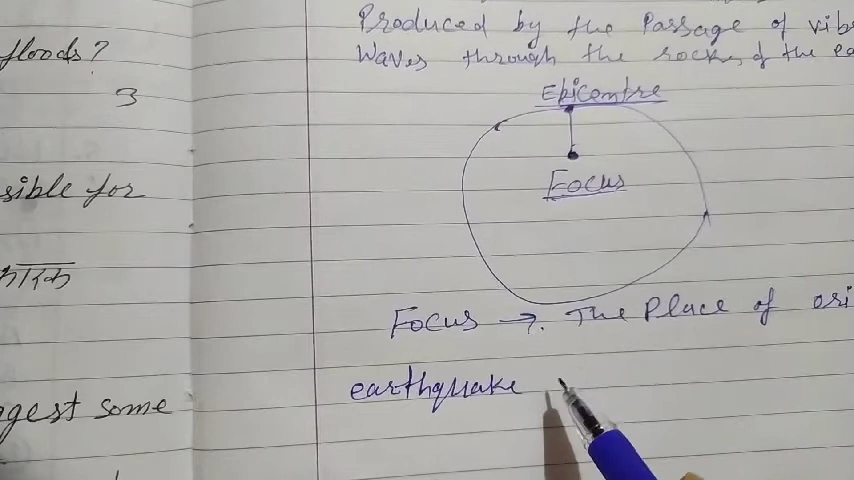 floods?
3
sible for
कारक
gest some
Produced by the Passage of vib
Waves through the rocks of the ea
Epicentre
Focus
Focus → The Place of ori
earthquake